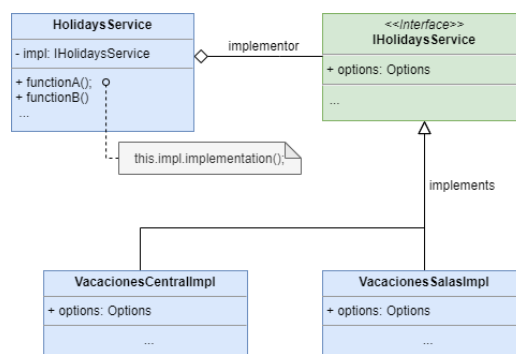 HolidaysService
- impl: IHolidaysService
+ functionA();
+ functionB()
...
implementor
<<Interface>>
IHolidaysService
+ options: Options
...
this.impl.implementation();
implements
VacacionesCentralImpl
+ options: Options
...
VacacionesSalasImpl
+ options: Options
...